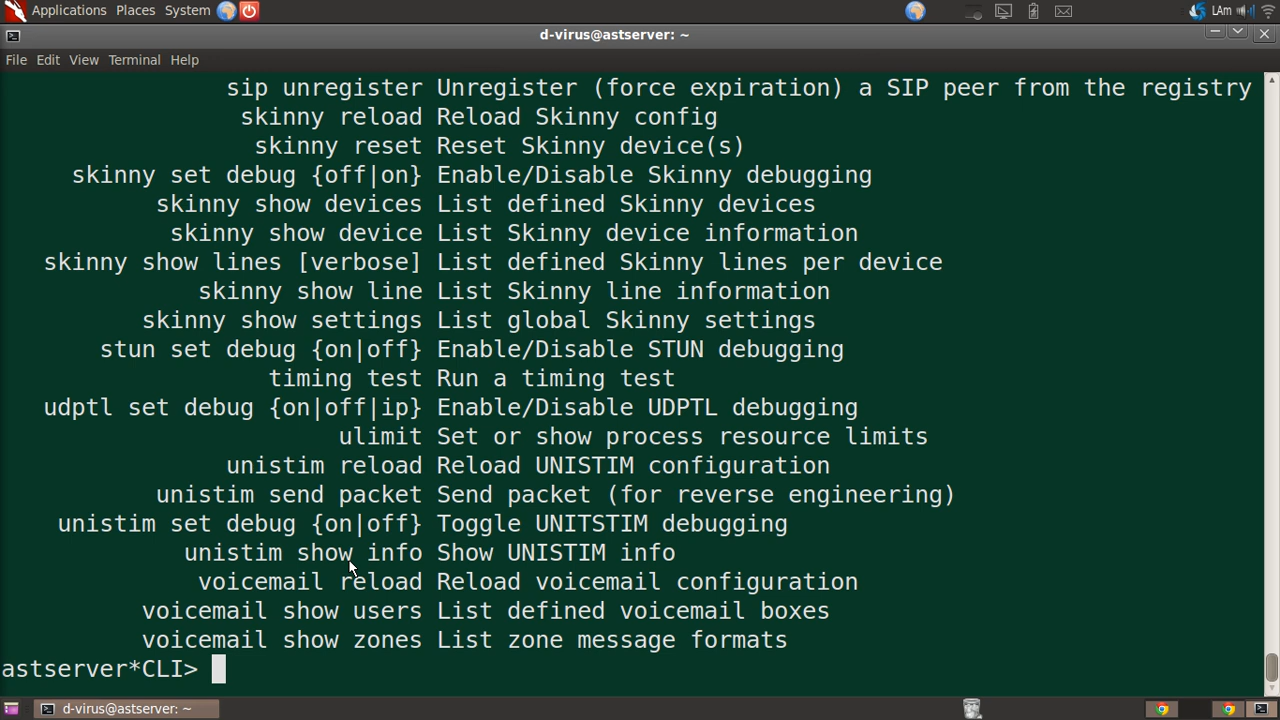 Applications Places System
LAm
d-virus@astserver: ~
File Edit View Terminal Help
sip unregister Unregister (force expiration) a SIP peer from the registry
skinny reload Reload Skinny config
skinny reset Reset Skinny device(s)
skinny set debug {off|on} Enable/Disable Skinny debugging
skinny show devices List defined Skinny devices
skinny show device List Skinny device information
skinny show lines [verbose] List defined Skinny lines per device
skinny show line List Skinny line information
skinny show settings List global Skinny settings
stun set debug {on|off} Enable/Disable STUN debugging
timing test Run a timing test
udptl set debug {on|off|ip} Enable/Disable UDPTL debugging
ulimit Set or show process resource limits
unistim reload Reload UNISTIM configuration
unistim send packet Send packet (for reverse engineering)
unistim set debug {on|off} Toggle UNITSTIM debugging
unistim show info Show UNISTIM info
voicemail reload Reload voicemail configuration
voicemail show users List defined voicemail boxes
voicemail show zones List zone message formats
astserver*CLI>
d-virus@astserver: ~